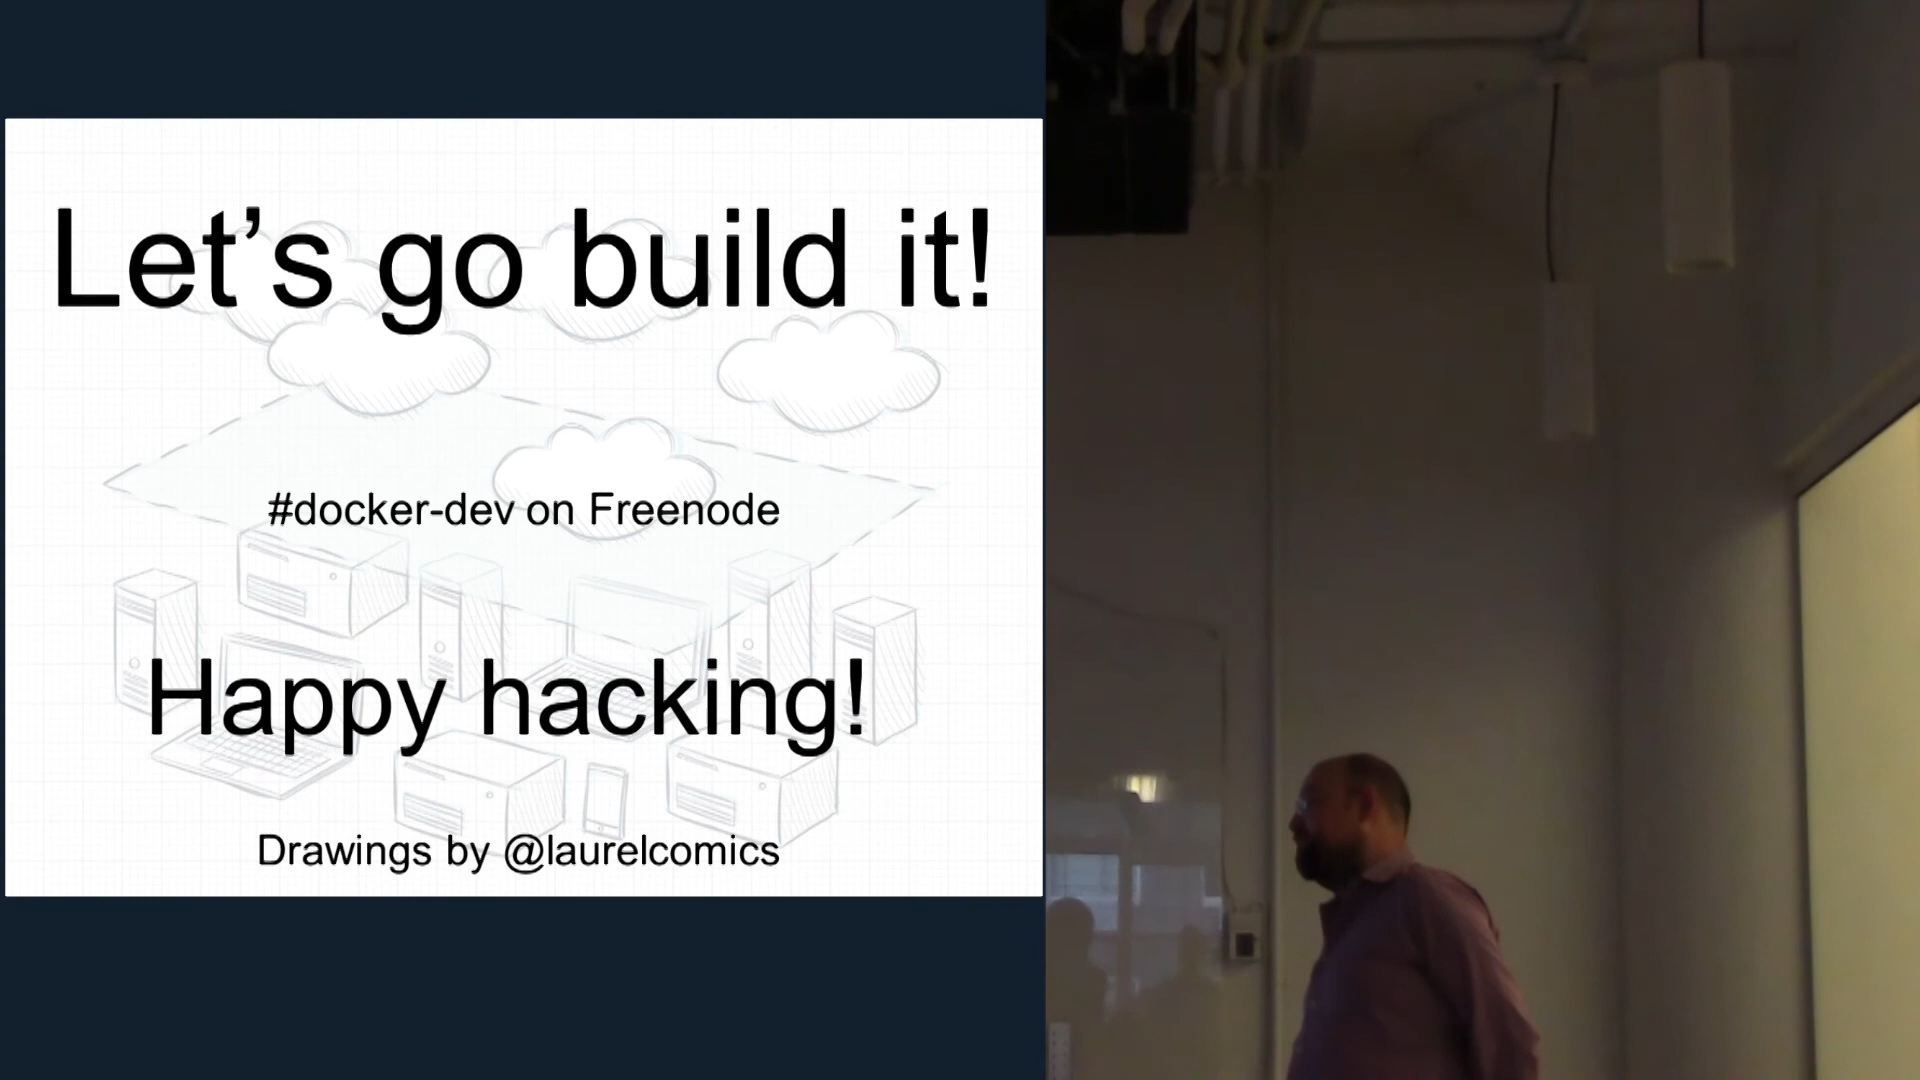 Let’s go build it!
#docker-dev on Freenode
Happy hacking!
Drawings by @laurelcomics